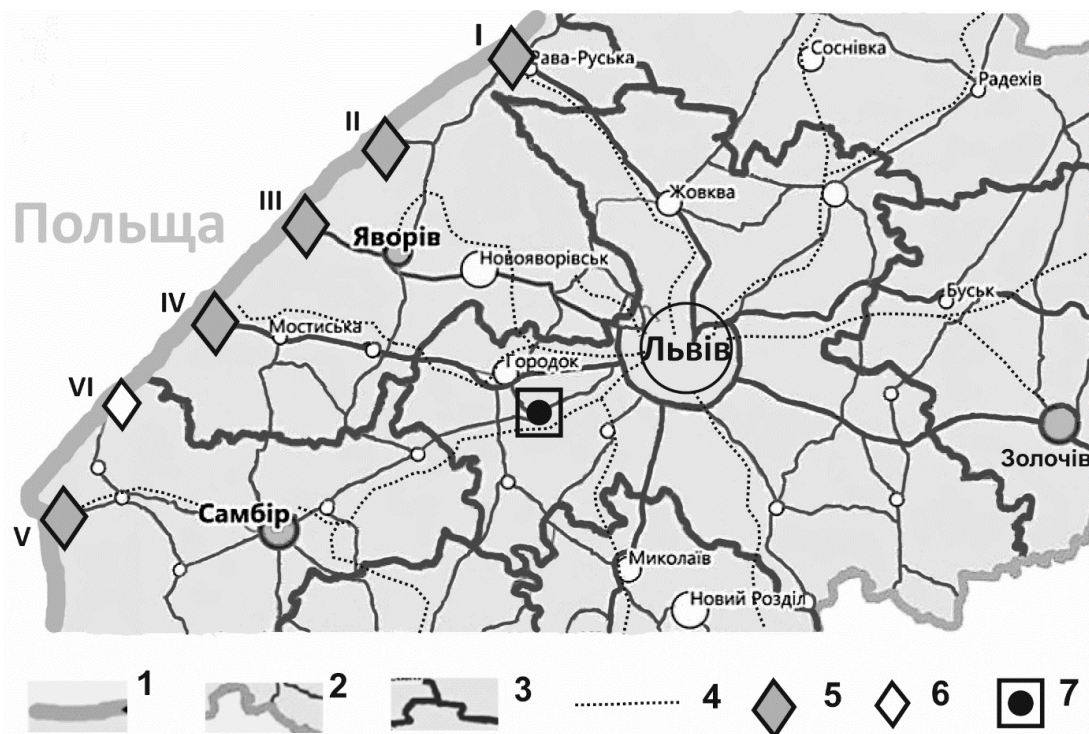 I
Рава-Руська
Соснівка
Радехів
II
III
Жовква
Польща
Яворів
Новояворівськ
IV
Буськ
Мостиська
Львів
Городок
VI
Золочів
Самбір
V
Миколаїв
Новий Розділ
1
2
3
4
5
6
7